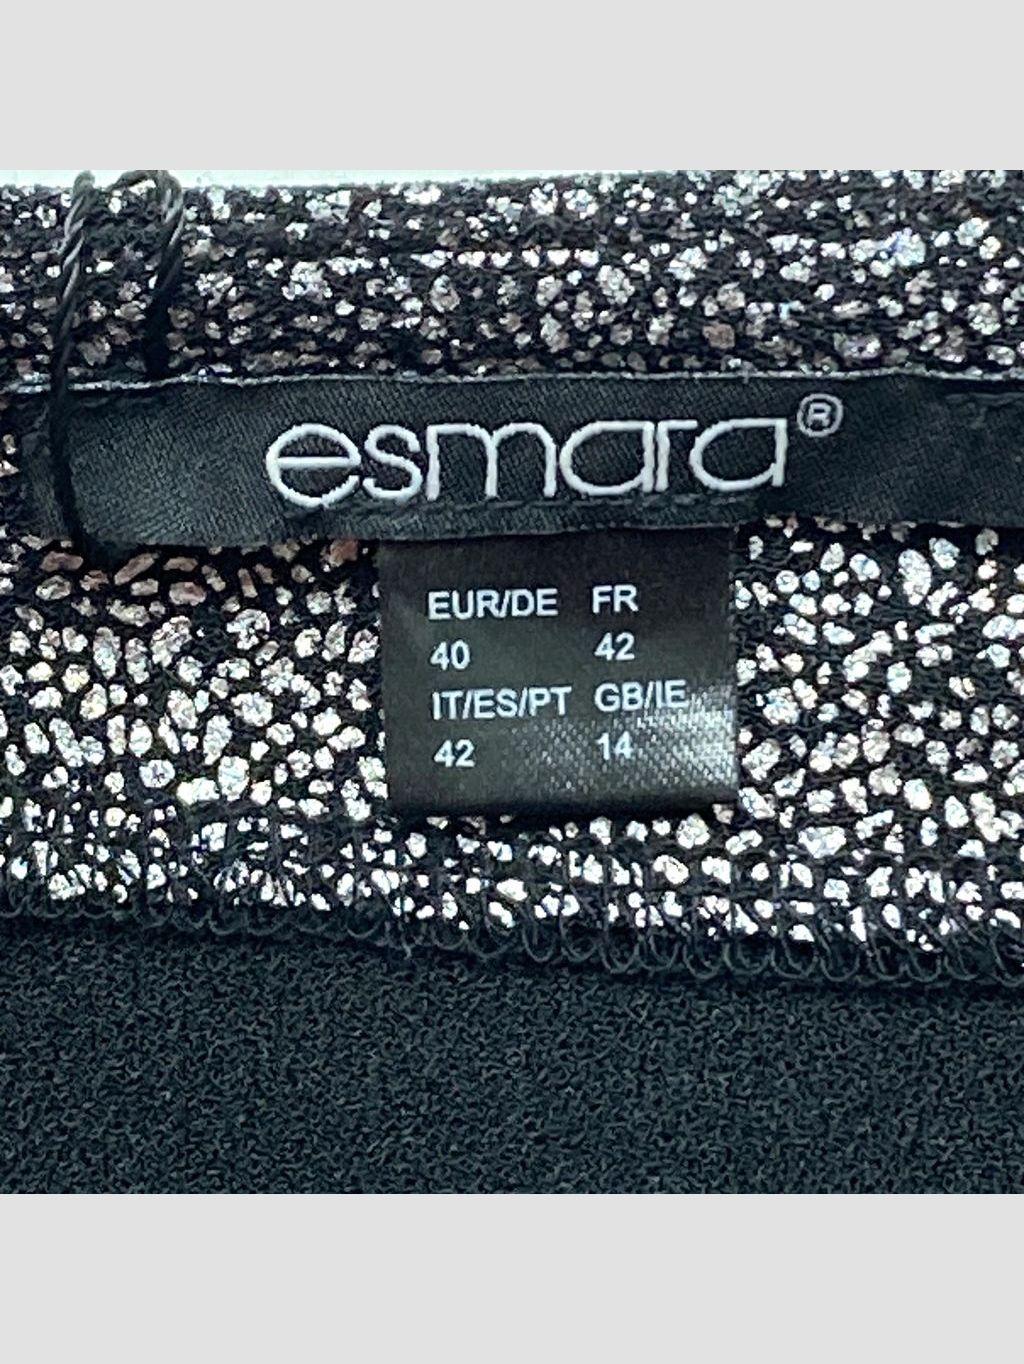 esmara®
EUR/DE FR
40 42
IT/ES/PT GB/IE
42 14